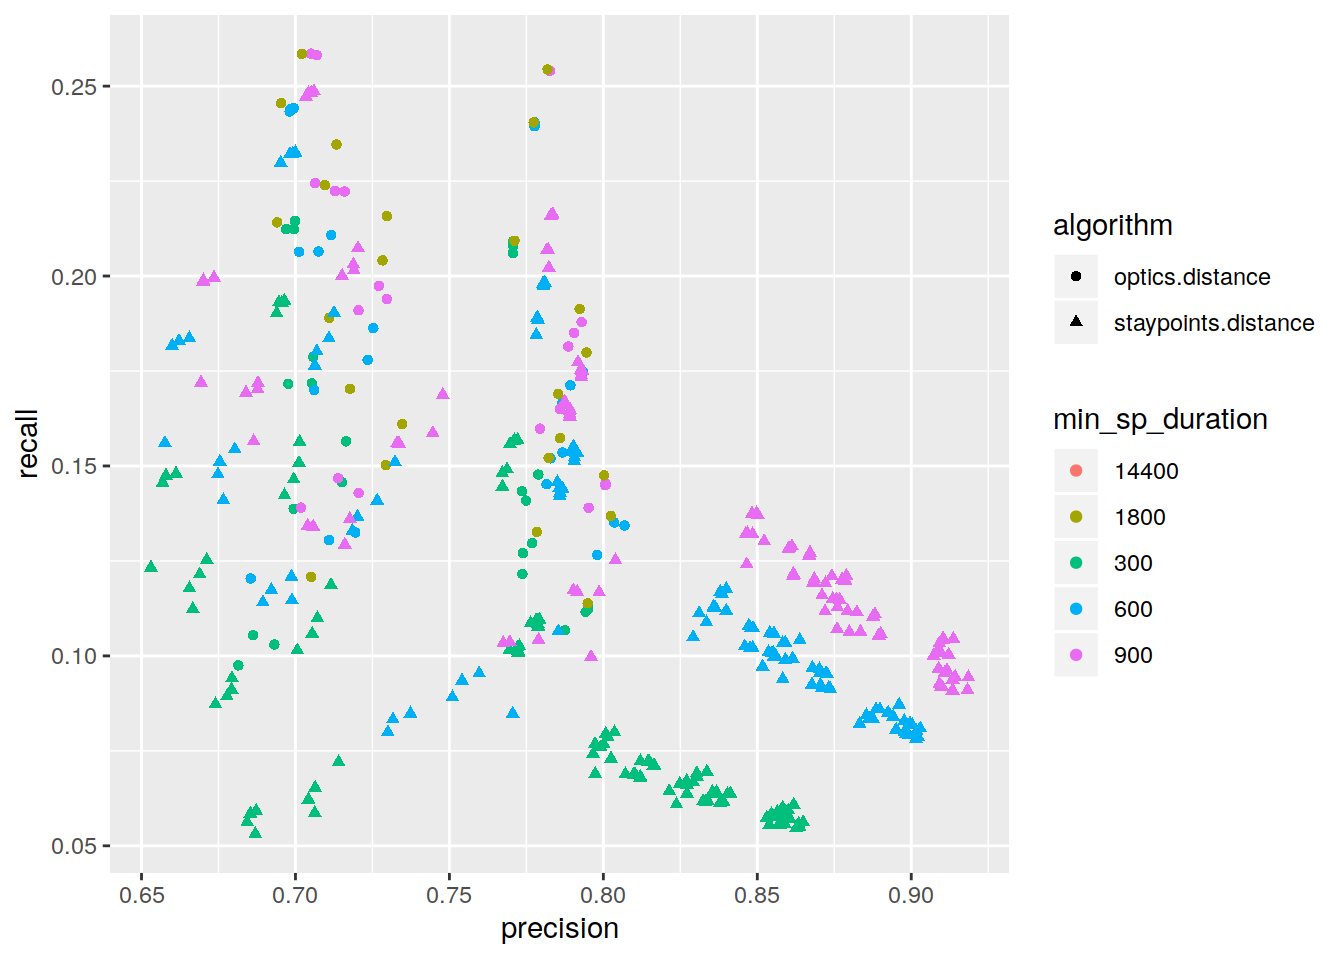 0.25
0.20
0.15
0.10
0.05
recall
0.65 0.70 0.75 0.80 0.85 0.90
precision
algorithm
optics.distance
staypoints.distance
min_sp_duration
14400
1800
300
600
900